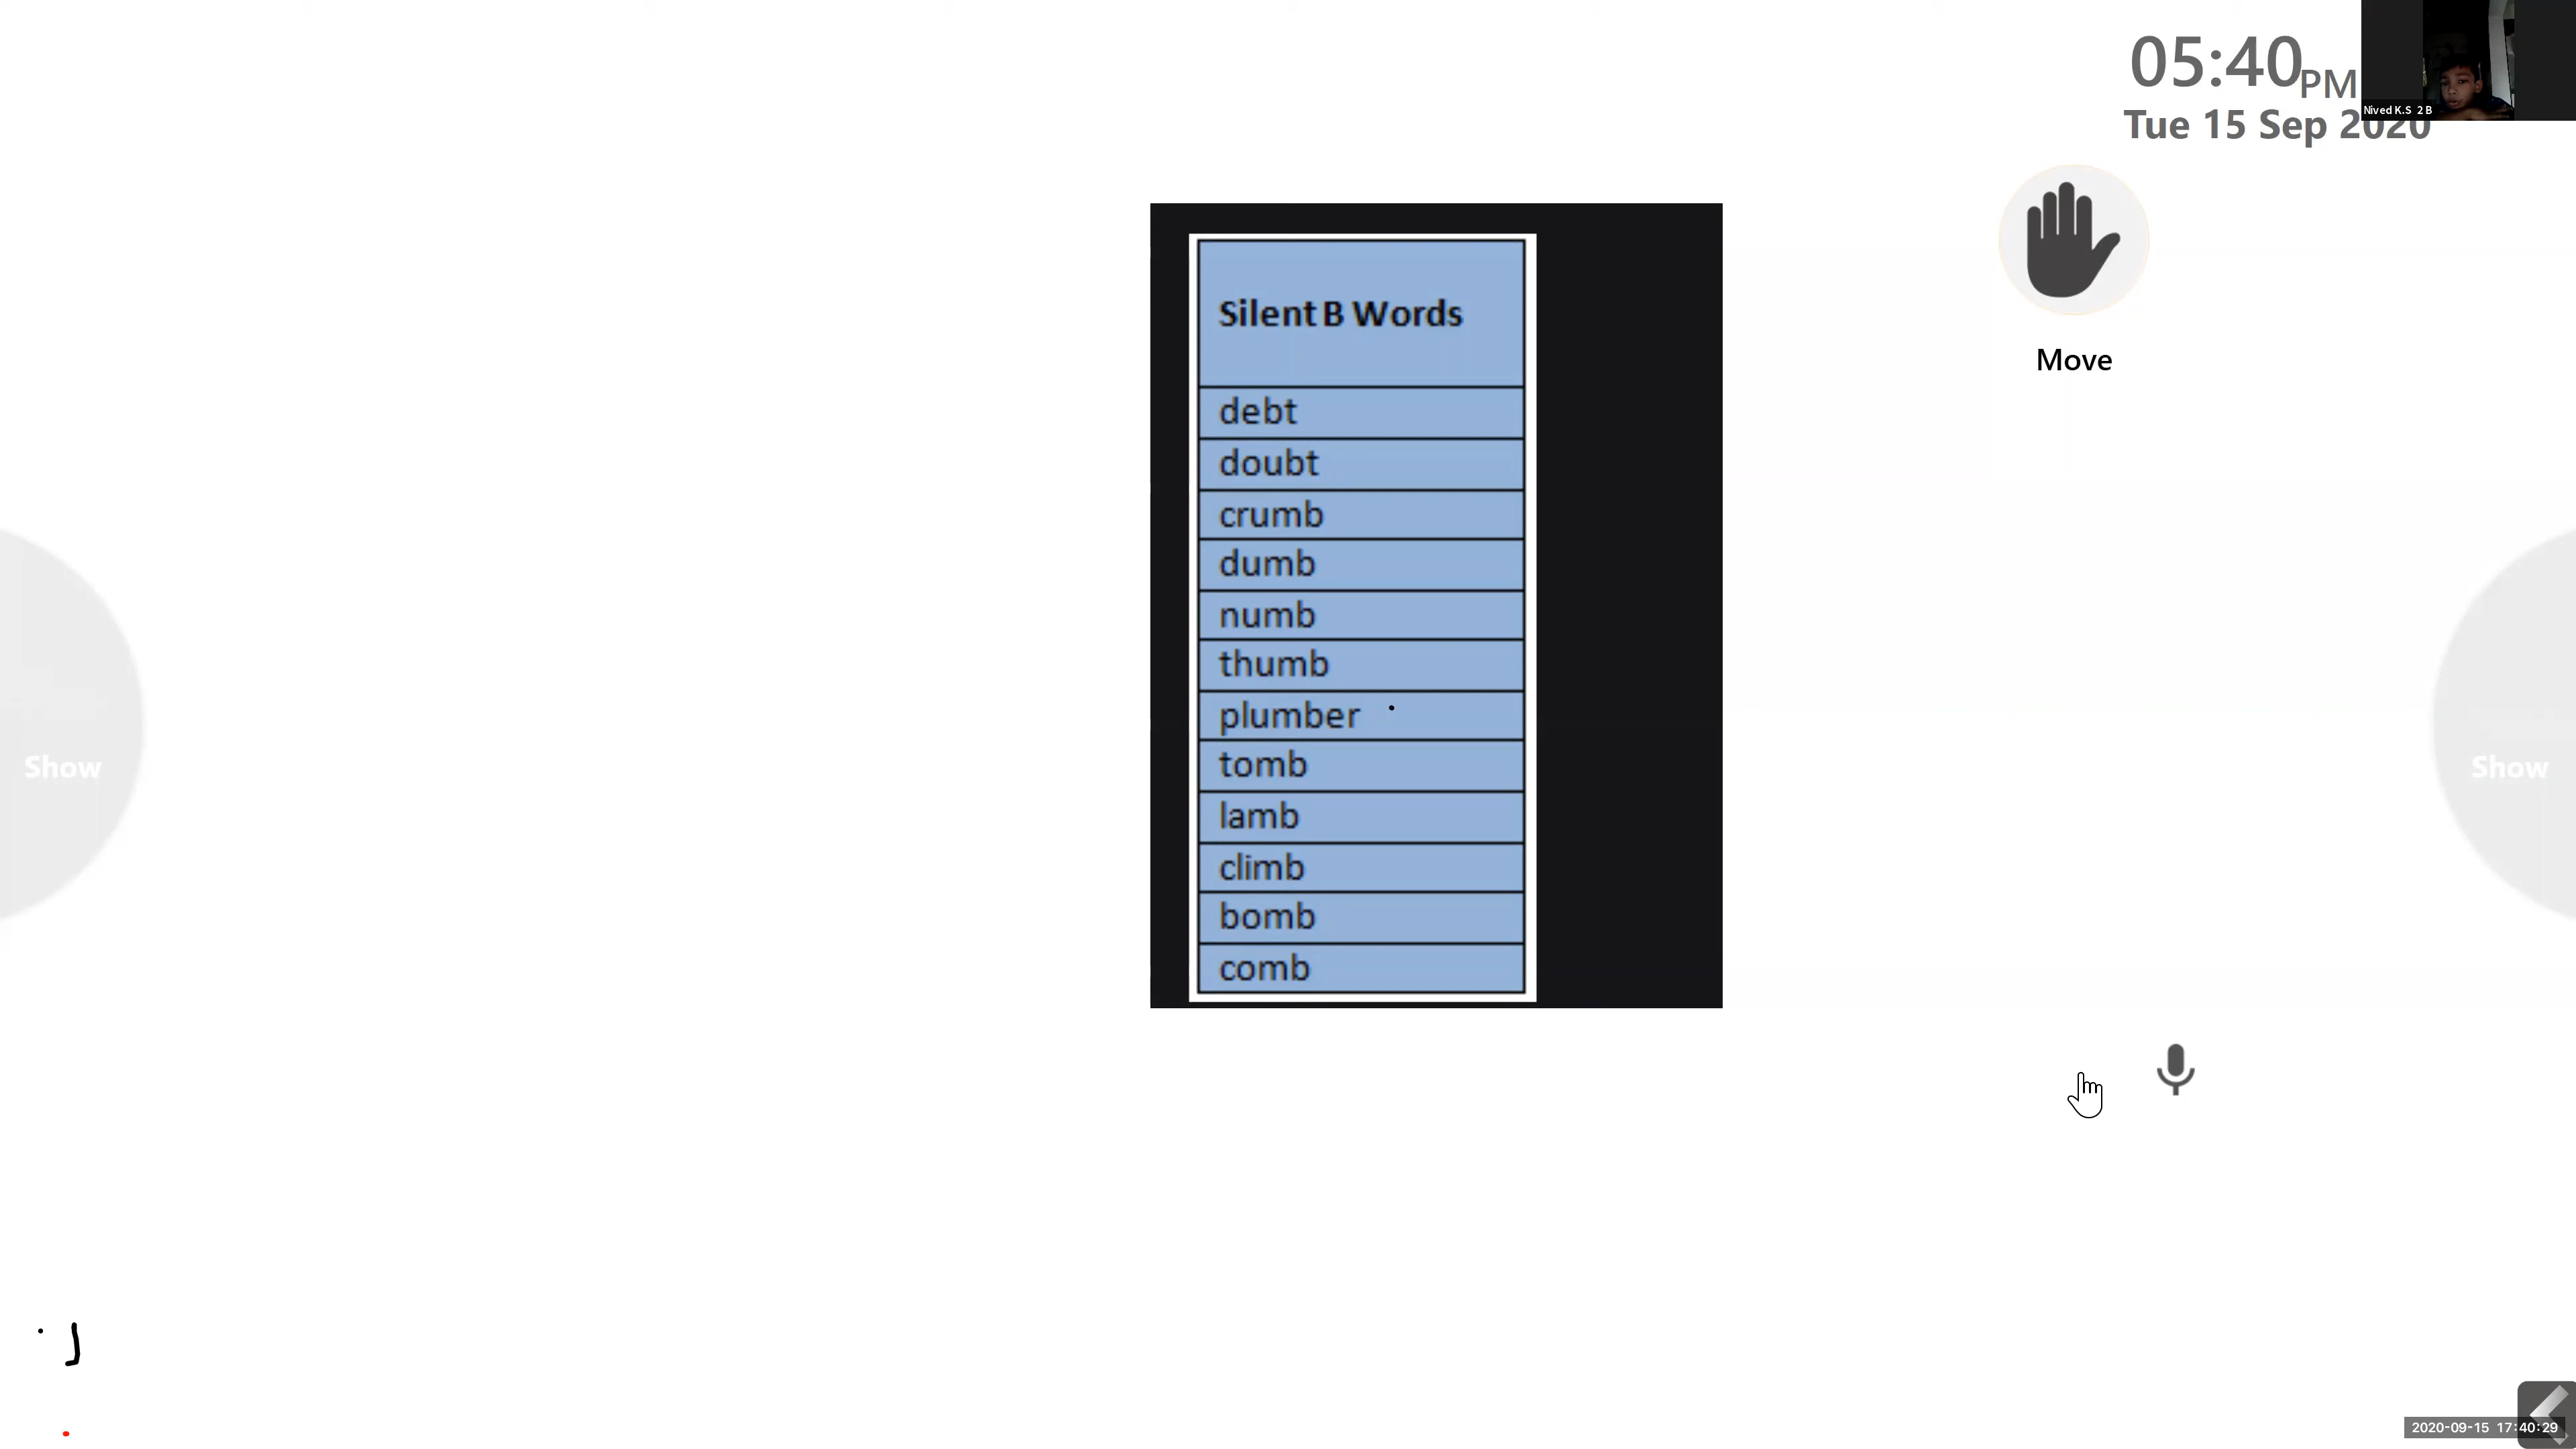 05:40PM
Nived K.S 2 B
Tue 15 Sep 2020
Move
Silent B Words
debt
doubt
crumb
dumb
numb
thumb
plumber
tomb
lamb
climb
bomb
comb
Show
Show
2020-09-15 17:40:29